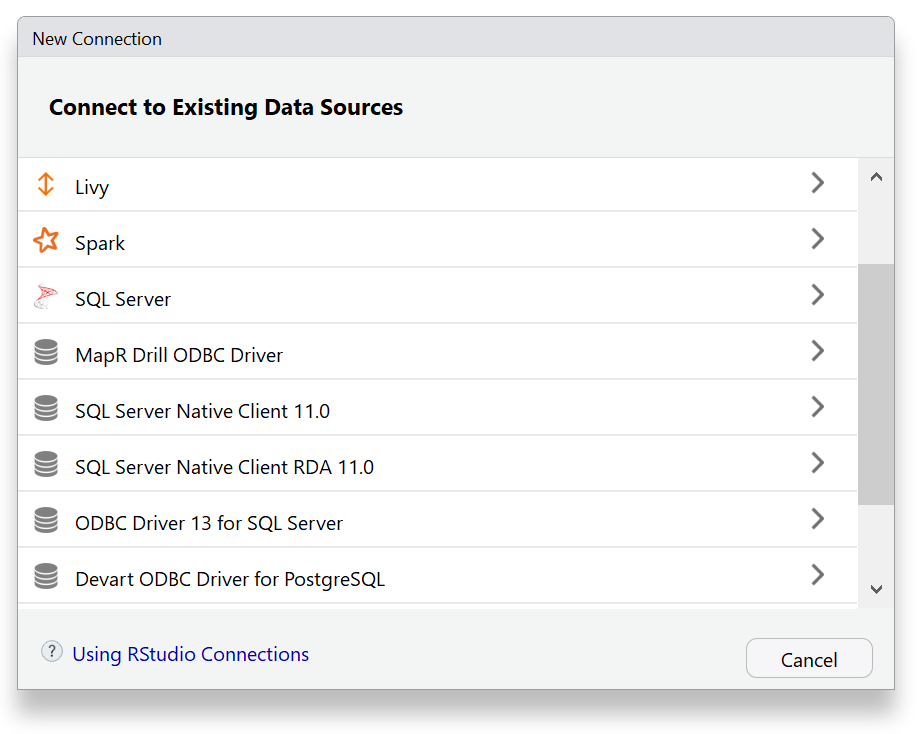 New Connection
Connect to Existing Data Sources
Livy
Spark
SQL Server
MapR Drill ODBC Driver
SQL Server Native Client 11.0
SQL Server Native Client RDA 11.0
ODBC Driver 13 for SQL Server
Devart ODBC Driver for PostgreSQL
? Using RStudio Connections
Cancel